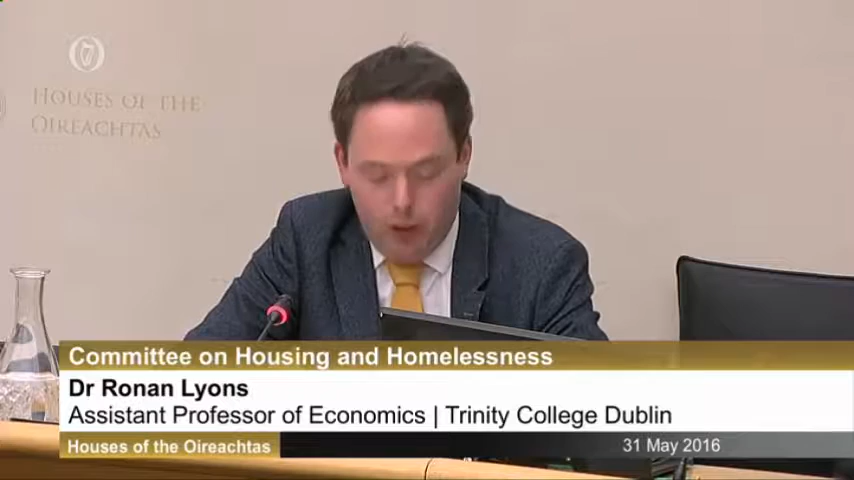 HOUSES OF THE
OIREACHTAS
Committee on Housing and Homelessness
Dr Ronan Lyons
Assistant Professor of Economics | Trinity College Dublin
Houses of the Oireachtas
31 May 2016